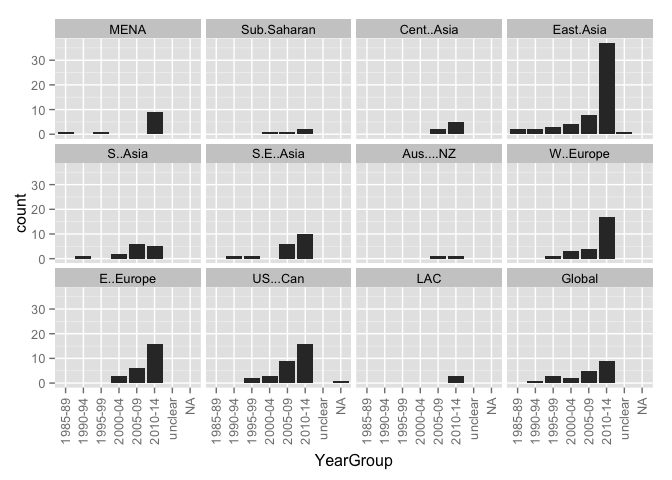 MENA Sub.Saharan Cent..Asia East.Asia
30
20
10
0
S..Asia S.E..Asia Aus....NZ W..Europe
30
20
10
0
count
E..Europe US...Can LAC Global
30
20
10
0
1985-89 1990-94 1995-99 2000-04 2005-09 2010-14 unclear NA 1985-89 1990-94 1995-99 2000-04 2005-09 2010-14 unclear NA 1985-89 1990-94 1995-99 2000-04 2005-09 2010-14 unclear NA 1985-89 1990-94 1995-99 2000-04 2005-09 2010-14 unclear NA
YearGroup